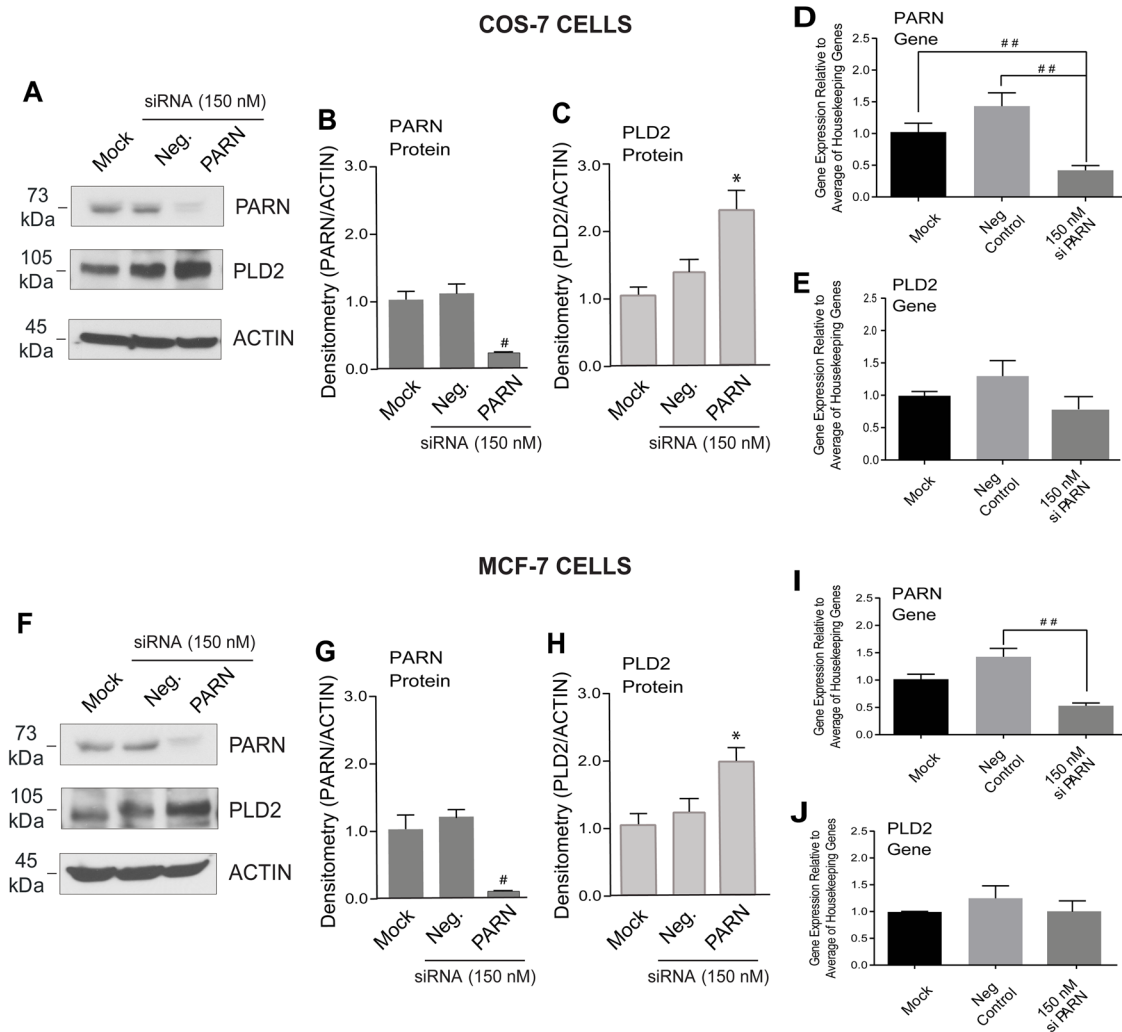 COS-7 CELLS
A
siRNA (150 nM)
Mock
Neg.
PARN
73
kDa
PARN
105
kDa
PLD2
45
kDa
ACTIN
B
PARN
Protein
Densitometry (PARN/ACTIN)
3.0
2.0
1.0
0.0
#
Mock
Neg.
PARN
siRNA (150 nM)
C
PLD2
Protein
Densitometry (PLD2/ACTIN)
3.0
2.0
1.0
0.0
*
Mock
Neg.
PARN
siRNA (150 nM)
D
PARN
Gene
Gene Expression Relative to
Average of Housekeeping Genes
2.5
2.0
1.5
1.0
0.5
0.0
# #
# #
Mock
Neg
Control
150 nM
si PARN
E
PLD2
Gene
Gene Expression Relative to
Average of Housekeeping Genes
2.5
2.0
1.5
1.0
0.5
0.0
Mock
Neg
Control
150 nM
si PARN
MCF-7 CELLS
F
siRNA (150 nM)
Mock
Neg.
PARN
73
kDa
PARN
105
kDa
PLD2
45
kDa
ACTIN
G
PARN
Protein
Densitometry (PARN/ACTIN)
3.0
2.0
1.0
0.0
#
Mock
Neg.
PARN
siRNA (150 nM)
H
PLD2
Protein
Densitometry (PLD2/ACTIN)
3.0
2.0
1.0
0.0
*
Mock
Neg.
PARN
siRNA (150 nM)
I
PARN
Gene
Gene Expression Relative to
Average of Housekeeping Genes
2.5
2.0
1.5
1.0
0.5
0.0
# #
Mock
Neg
Control
150 nM
si PARN
J
PLD2
Gene
Gene Expression Relative to
Average of Housekeeping Genes
2.5
2.0
1.5
1.0
0.5
0.0
Mock
Neg
Control
150 nM
si PARN